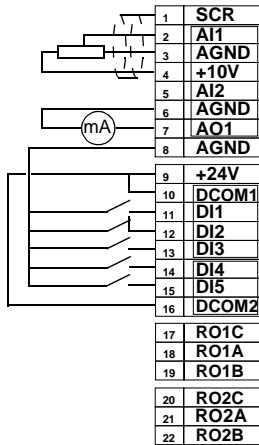 1 SCR
2 AI1
3 AGND
4 +10V
5 AI2
6 AGND
mA
7 AO1
8 AGND
9 +24V
10 DCOM1
11 DI1
12 DI2
13 DI3
14 DI4
15 DI5
16 DCOM2
17 RO1C
18 RO1A
19 RO1B
20 RO2C
21 RO2A
22 RO2B